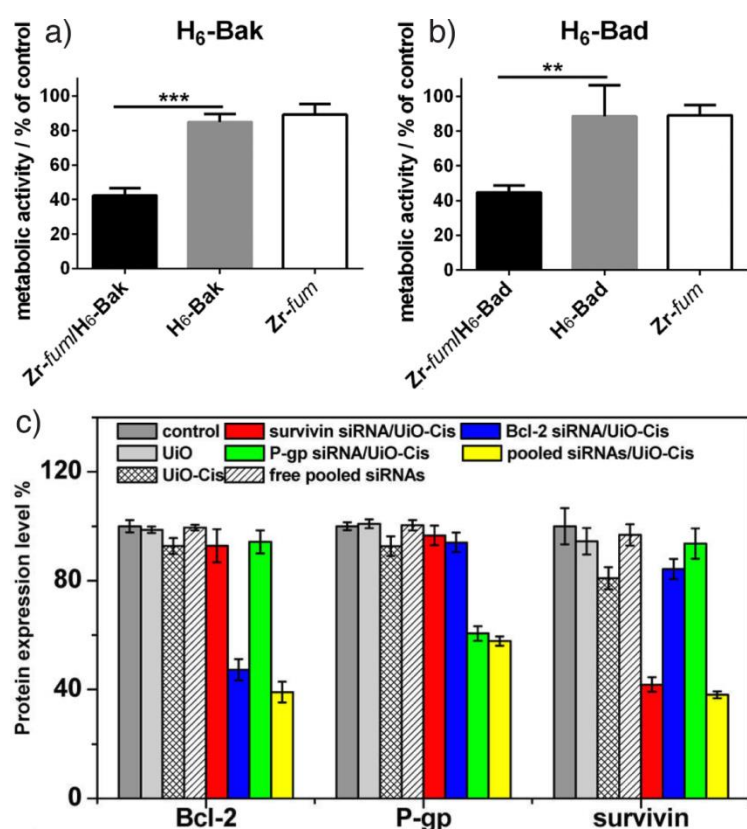 a)
H₆-Bak
metabolic activity / % of control
100
80
60
40
20
0
***
Zr-fum/H₆-Bak
H₆-Bak
Zr-fum
b)
H₆-Bad
metabolic activity / % of control
100
80
60
40
20
0
**
Zr-fum/H₆-Bad
H₆-Bad
Zr-fum
c)
control
survivin siRNA/UiO-Cis
Bcl-2 siRNA/UiO-Cis
UiO
P-gp siRNA/UiO-Cis
pooled siRNAs/UiO-Cis
UiO-Cis
free pooled siRNAs
Protein expression level %
120
80
40
0
Bcl-2
P-gp
survivin